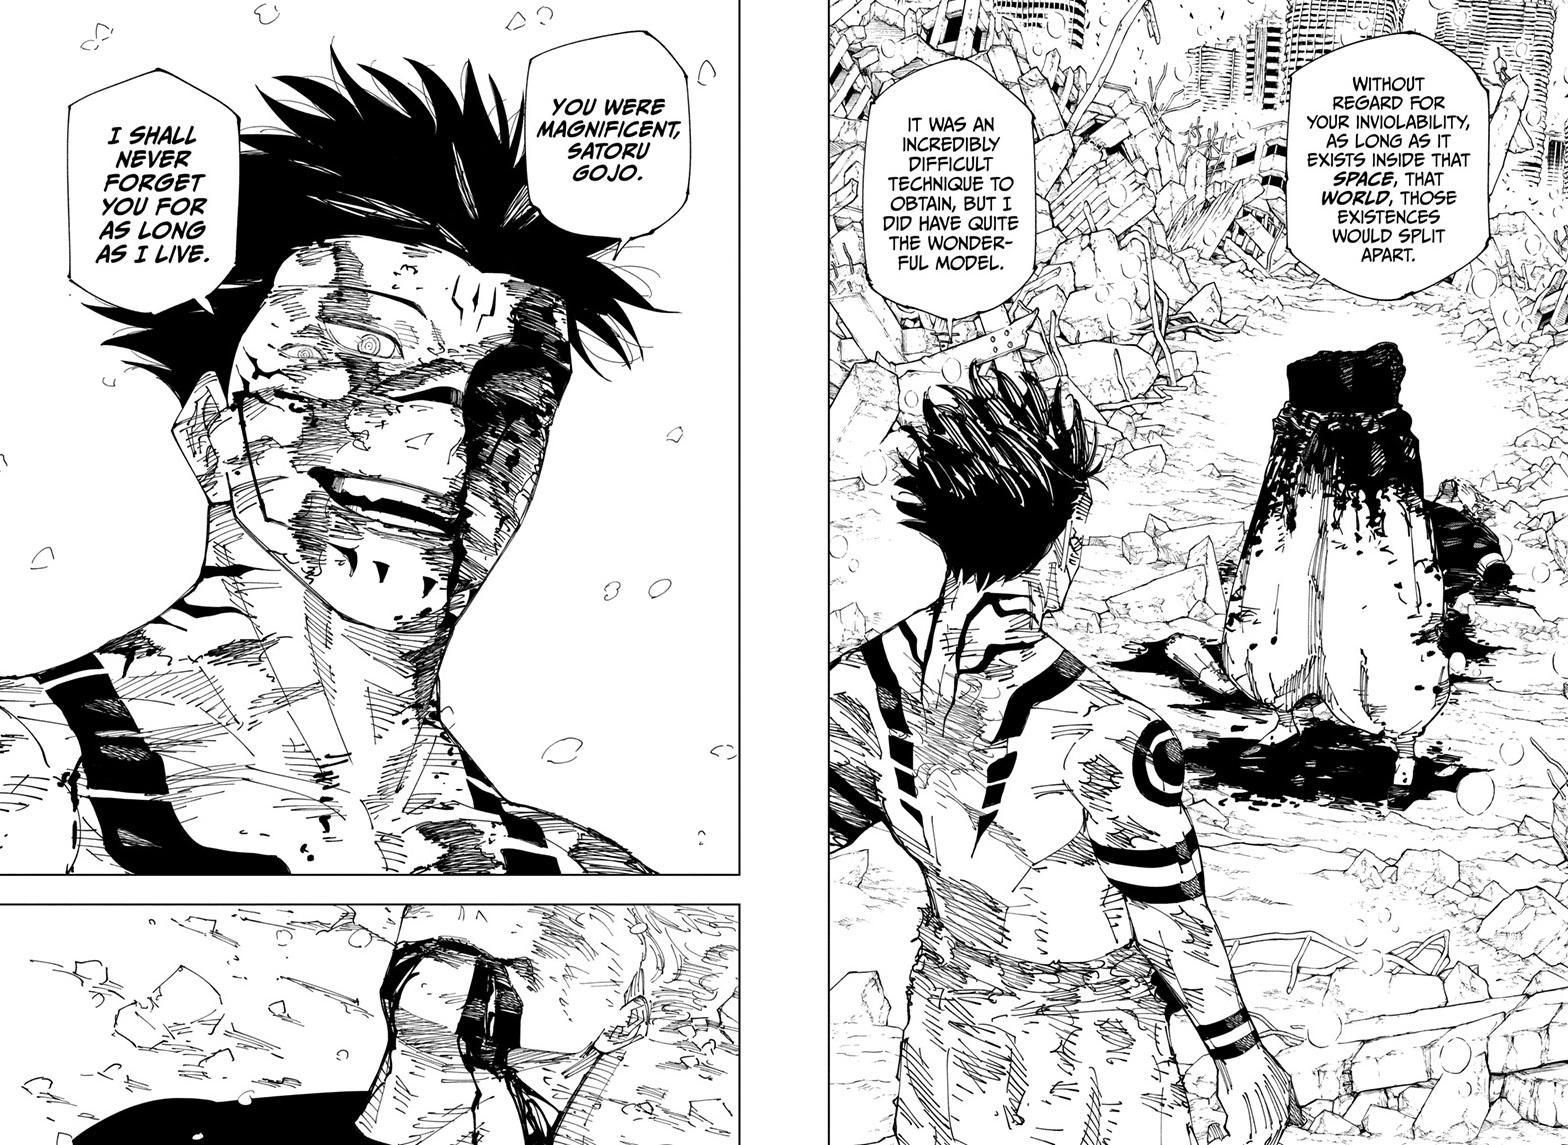 WITHOUT
REGARD FOR
YOUR INVIOLABILITY,
AS LONG AS IT
EXISTS INSIDE THAT
SPACE, THAT
WORLD, THOSE
EXISTENCES
WOULD SPLIT
APART.
IT WAS AN
INCREDIBLY
DIFFICULT
TECHNIQUE TO
OBTAIN, BUT I
DID HAVE QUITE
THE WONDER-
FUL MODEL.
YOU WERE
MAGNIFICENT,
SATORU
GOJO.
I SHALL
NEVER
FORGET
YOU FOR
AS LONG
AS I LIVE.